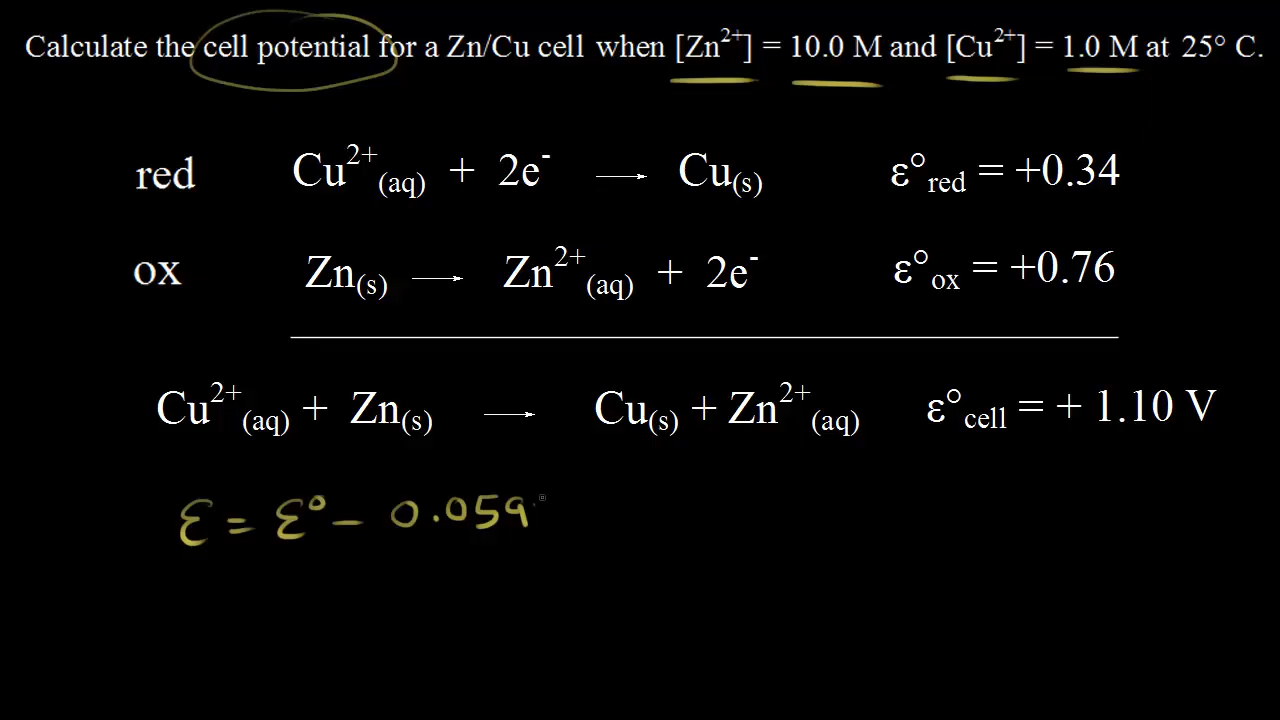 Calculate the cell potential for a Zn/Cu cell when [Zn²⁺] = 10.0 M and [Cu²⁺] = 1.0 M at 25° C.
red Cu²⁺(aq) + 2e⁻ → Cu(s) ε°red = +0.34
ox Zn(s) → Zn²⁺(aq) + 2e⁻ ε°ox = +0.76
Cu²⁺(aq) + Zn(s) → Cu(s) + Zn²⁺(aq) ε°cell = + 1.10 V
ε = ε° − 0.059